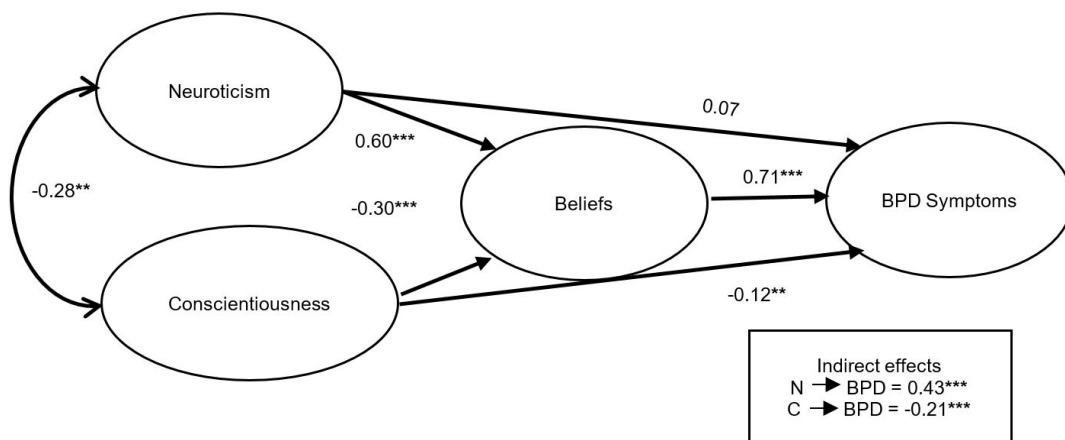 Neuroticism
0.07
0.60***
-0.28**
-0.30***
Beliefs
0.71***
BPD Symptoms
Conscientiousness
-0.12**
Indirect effects
N → BPD = 0.43***
C → BPD = -0.21***